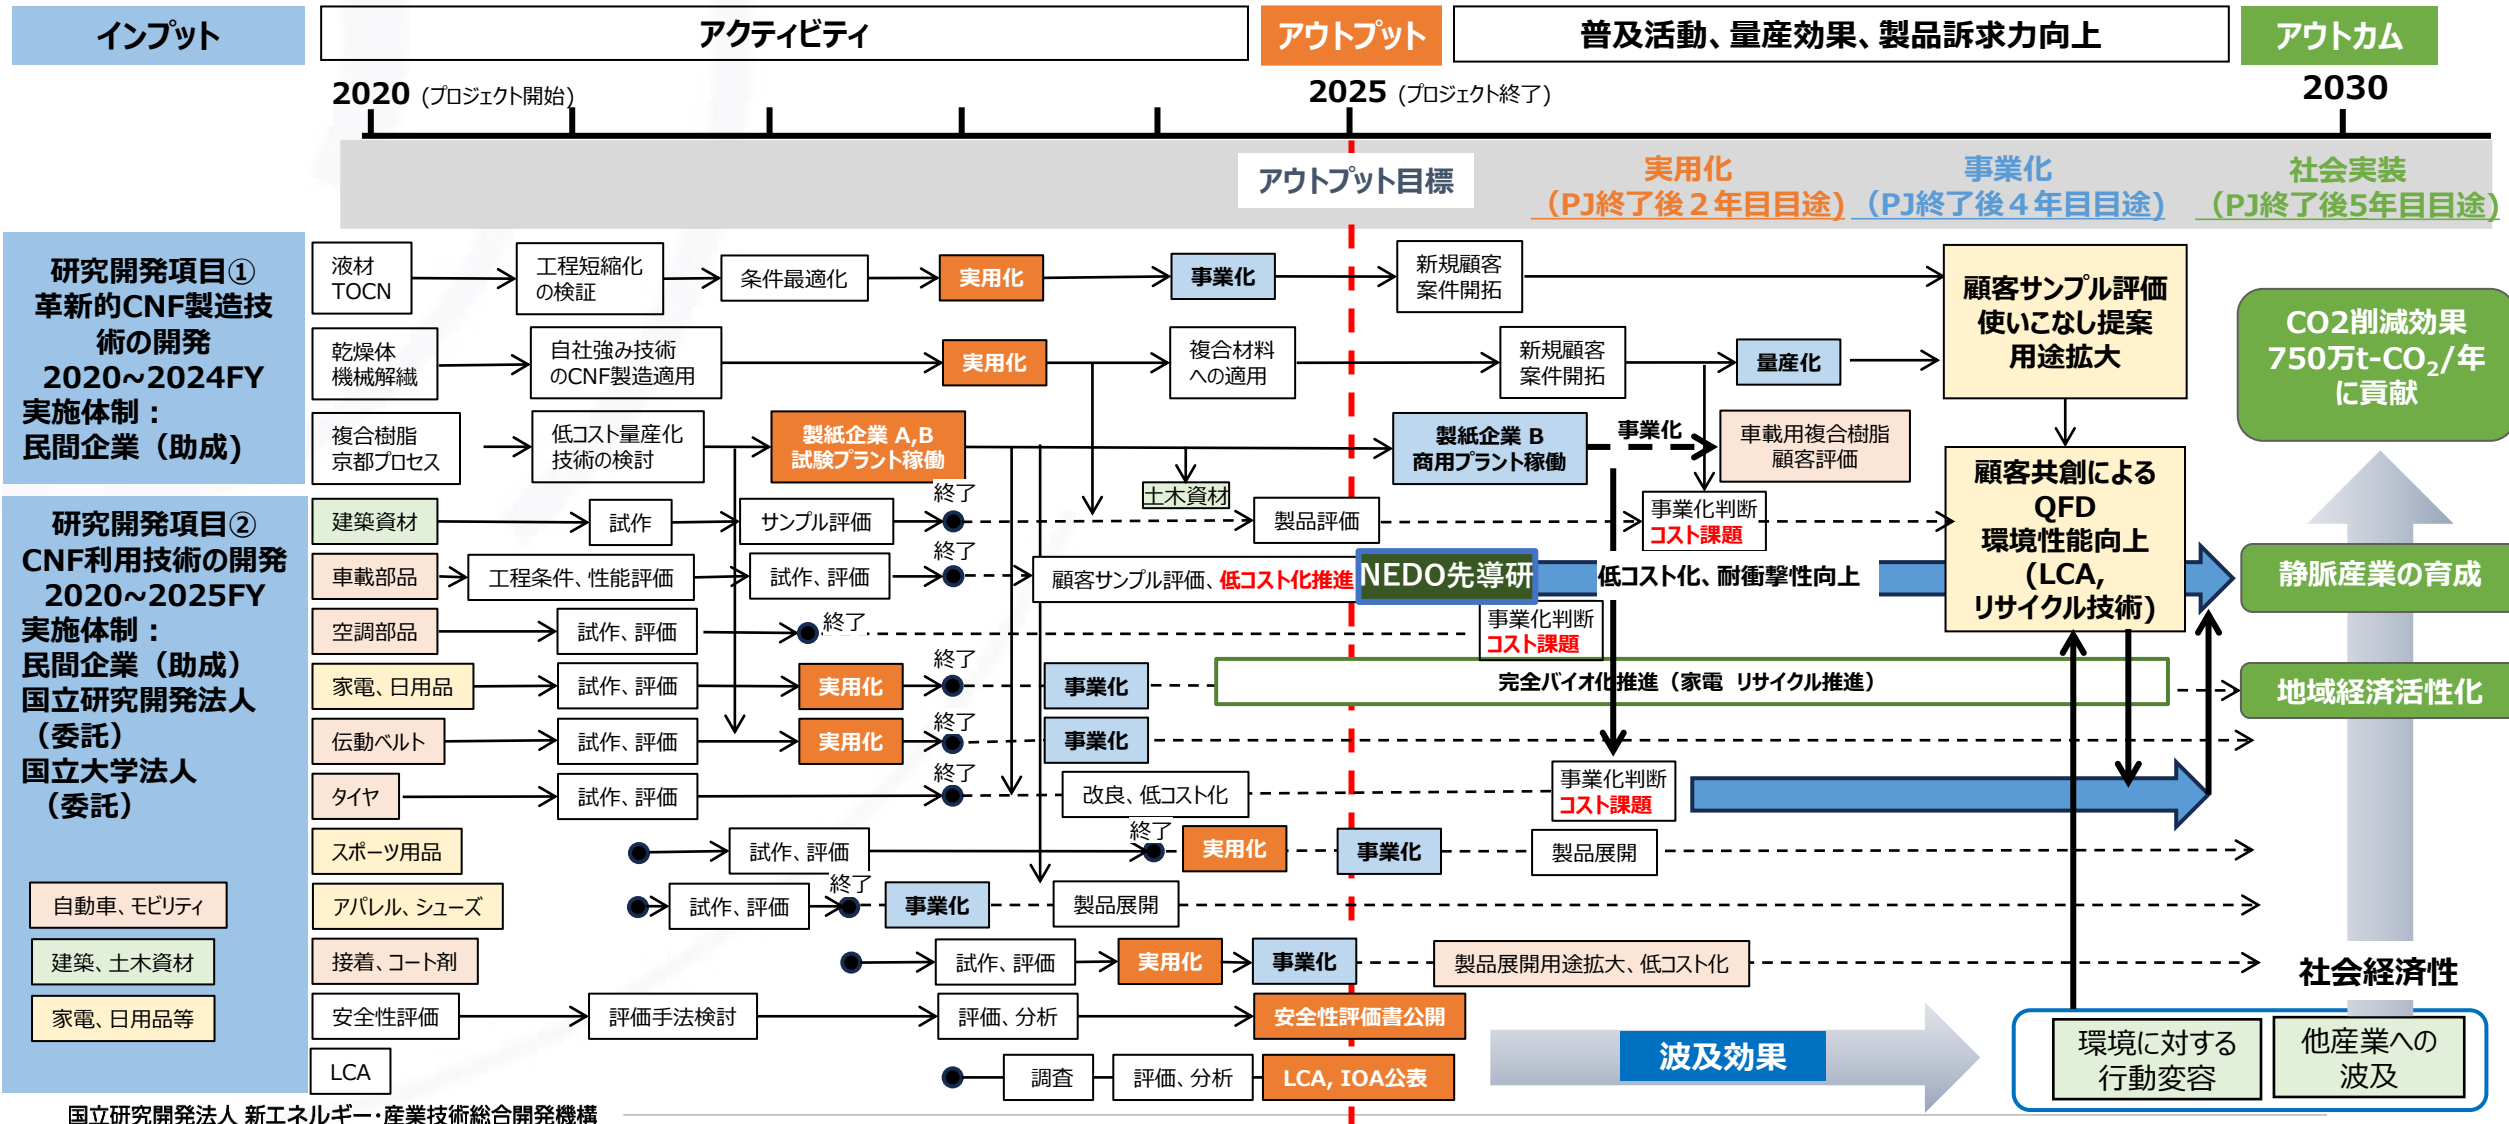 インプット
アクティビティ
アウトプット
普及活動、量産効果、製品訴求力向上
アウトカム
2020 (プロジェクト開始)
2025 (プロジェクト終了)
2030
アウトプット目標
実用化
（PJ終了後２年目目途)
事業化
（PJ終了後４年目目途)
社会実装
（PJ終了後5年目目途)
研究開発項目①
革新的CNF製造技
術の開発
2020~2024FY
実施体制：
民間企業（助成)
液材
TOCN
工程短縮化
の検証
条件最適化
実用化
事業化
新規顧客
案件開拓
顧客サンプル評価
使いこなし提案
用途拡大
乾燥体
機械解繊
自社強み技術
のCNF製造適用
実用化
複合材料
への適用
新規顧客
案件開拓
量産化
複合樹脂
京都プロセス
低コスト量産化
技術の検討
製紙企業 A,B
試験プラント稼働
製紙企業 B
商用プラント稼働
事業化
車載用複合樹脂
顧客評価
CO2削減効果
750万t-CO2/年
に貢献
研究開発項目②
CNF利用技術の開発
2020~2025FY
実施体制：
民間企業（助成）
国立研究開発法人
（委託）
国立大学法人
（委託）
建築資材
試作
サンプル評価
終了
土木資材
製品評価
事業化判断
コスト課題
顧客共創による
QFD
環境性能向上
(LCA,
リサイクル技術)
車載部品
工程条件、性能評価
試作、評価
終了
顧客サンプル評価、低コスト化推進
NEDO先導研
低コスト化、耐衝撃性向上
静脈産業の育成
空調部品
試作、評価
終了
事業化判断
コスト課題
家電、日用品
試作、評価
実用化
終了
事業化
完全バイオ化推進（家電 リサイクル推進）
地域経済活性化
伝動ベルト
試作、評価
実用化
終了
事業化
タイヤ
試作、評価
終了
改良、低コスト化
事業化判断
コスト課題
スポーツ用品
試作、評価
終了
実用化
事業化
製品展開
アパレル、シューズ
試作、評価
終了
事業化
製品展開
接着、コート剤
試作、評価
実用化
事業化
製品展開用途拡大、低コスト化
社会経済性
安全性評価
評価手法検討
評価、分析
安全性評価書公開
LCA
調査
評価、分析
LCA, IOA公表
波及効果
環境に対する
行動変容
他産業への
波及
自動車、モビリティ
建築、土木資材
家電、日用品等
国立研究開発法人 新エネルギー・産業技術総合開発機構